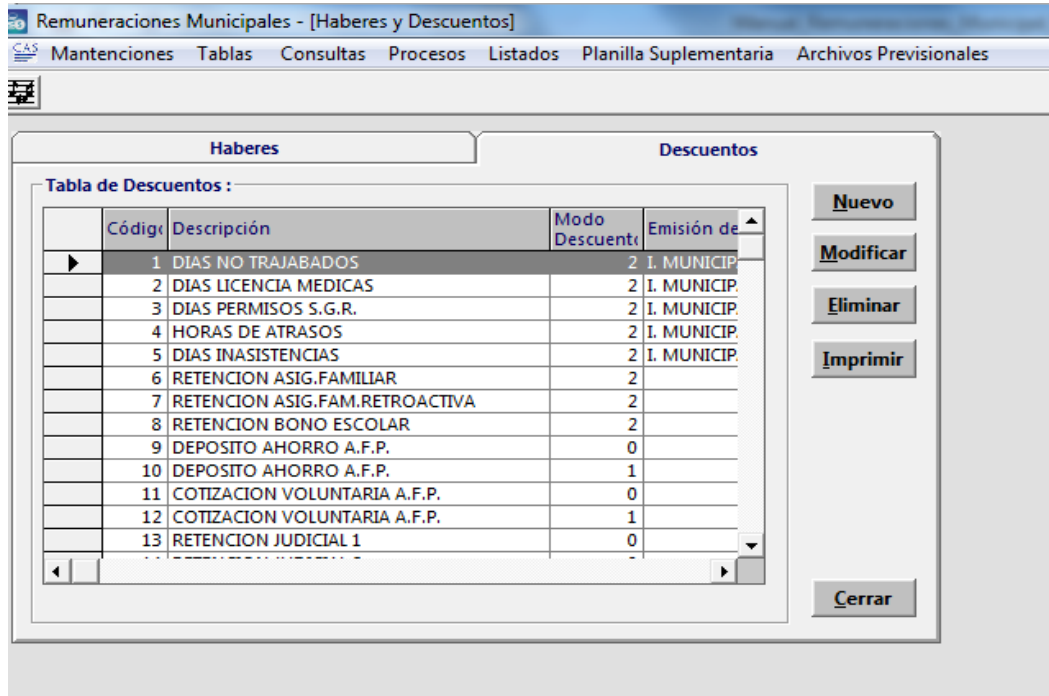 Remuneraciones Municipales - [Haberes y Descuentos]
CAS Mantenciones Tablas Consultas Procesos Listados Planilla Suplementaria Archivos Previsionales
Haberes Descuentos
Tabla de Descuentos :
Códig Descripción Modo Descuent Emisión de
1 DIAS NO TRAJABADOS 2 I. MUNICIP
2 DIAS LICENCIA MEDICAS 2 I. MUNICIP
3 DIAS PERMISOS S.G.R. 2 I. MUNICIP
4 HORAS DE ATRASOS 2 I. MUNICIP
5 DIAS INASISTENCIAS 2 I. MUNICIP
6 RETENCION ASIG.FAMILIAR 2
7 RETENCION ASIG.FAM.RETROACTIVA 2
8 RETENCION BONO ESCOLAR 2
9 DEPOSITO AHORRO A.F.P. 0
10 DEPOSITO AHORRO A.F.P. 1
11 COTIZACION VOLUNTARIA A.F.P. 0
12 COTIZACION VOLUNTARIA A.F.P. 1
13 RETENCION JUDICIAL 1 0
Nuevo
Modificar
Eliminar
Imprimir
Cerrar